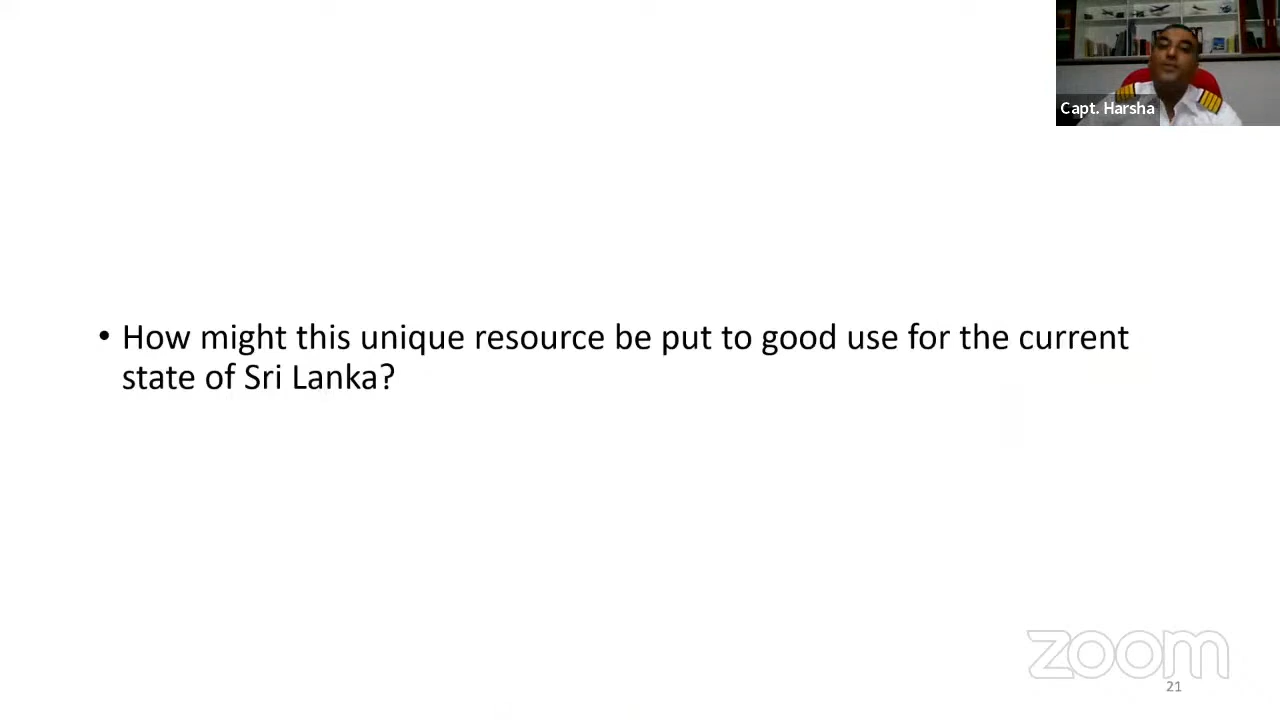 Capt. Harsha
• How might this unique resource be put to good use for the current
state of Sri Lanka?
zoom
21